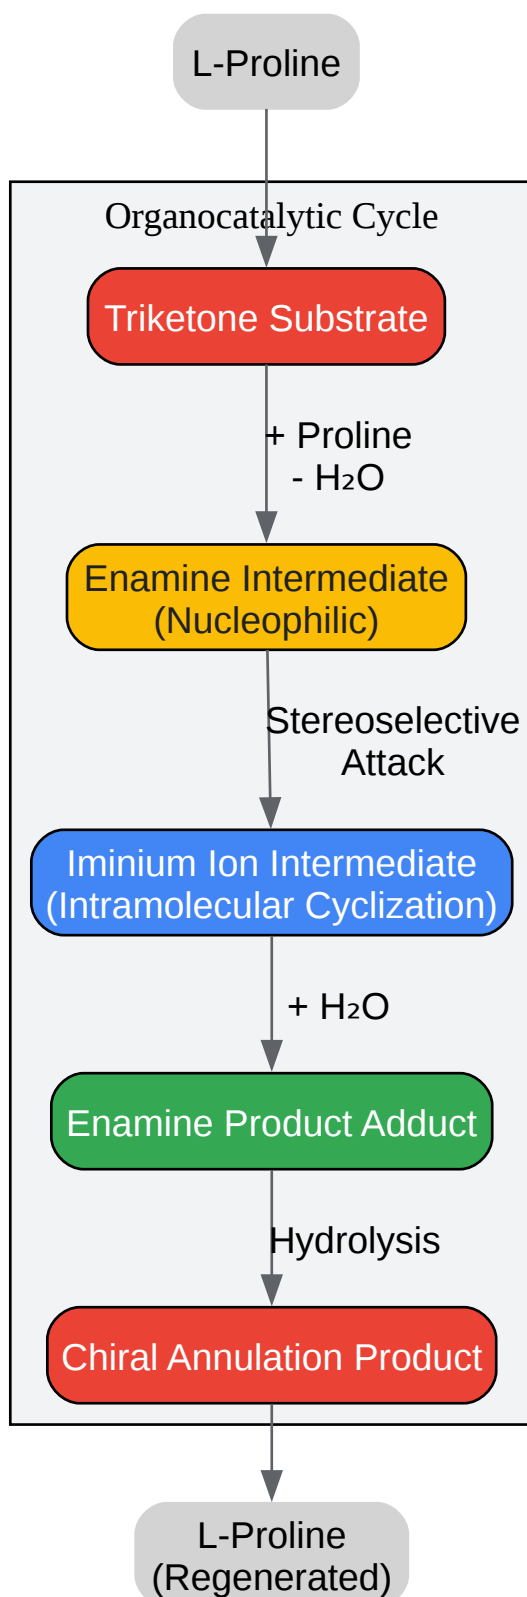 L-Proline
Organocatalytic Cycle
Triketone Substrate
+ Proline
- H₂O
Enamine Intermediate
(Nucleophilic)
Stereoselective
Attack
Iminium Ion Intermediate
(Intramolecular Cyclization)
+ H₂O
Enamine Product Adduct
Hydrolysis
Chiral Annulation Product
L-Proline
(Regenerated)